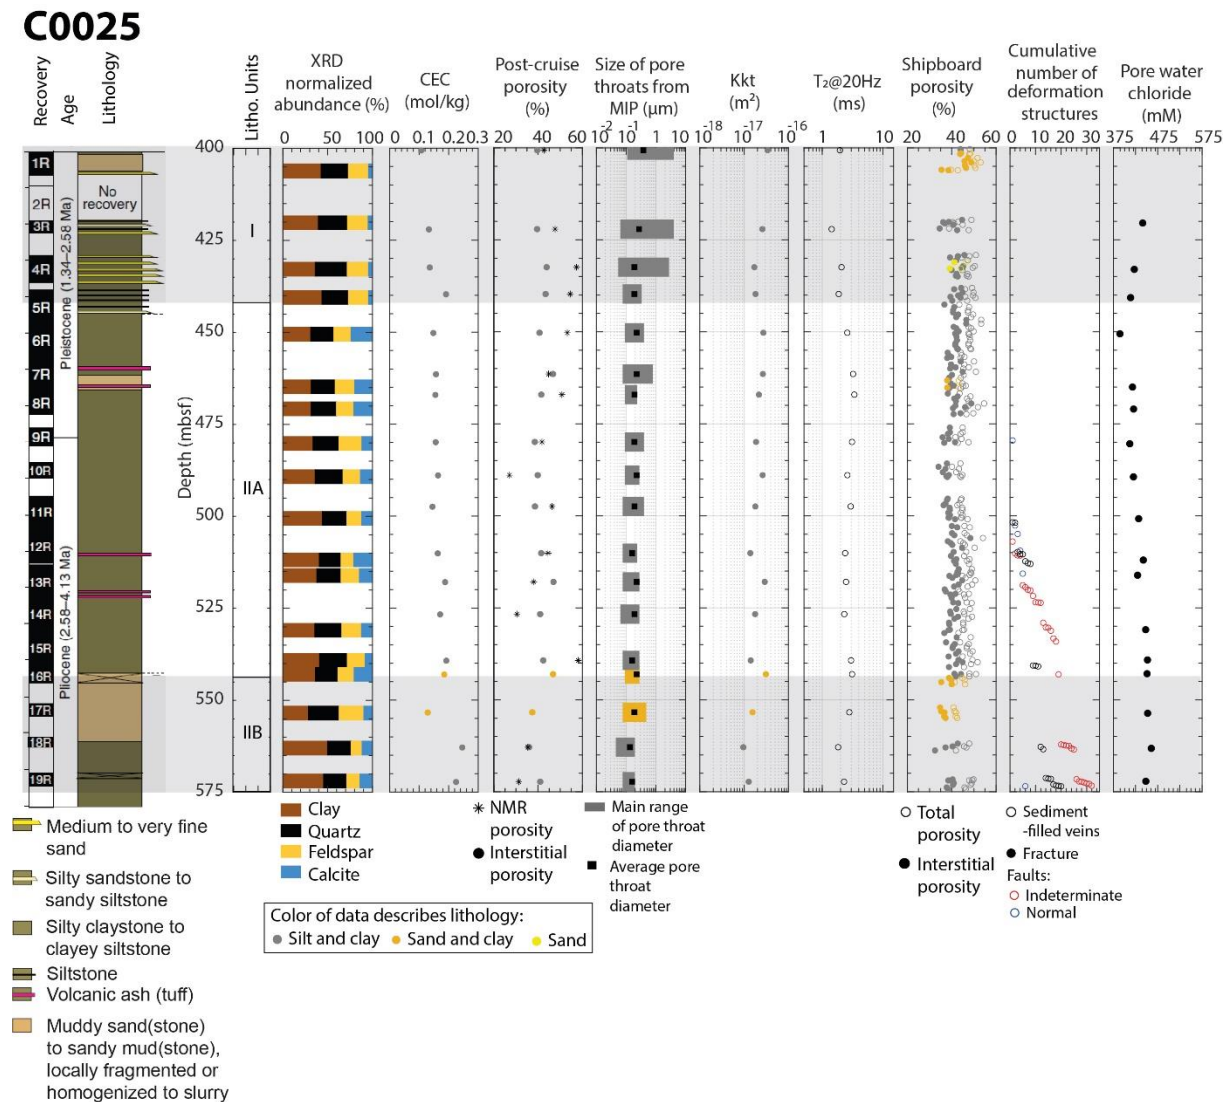 C0025
Recovery
Age
Lithology
Litho. Units
XRD
normalized
abundance (%)
CEC
(mol/kg)
Post-cruise
porosity
(%)
Size of pore
throats from
MIP (μm)
Kkt
(m²)
T₂@20Hz
(ms)
Shipboard
porosity
(%)
Cumulative
number of
deformation
structures
Pore water
chloride
(mM)
0 50 100
0 0.1 0.2 0.3
20 40 60
10⁻² 10⁻¹ 1 10
10⁻¹⁸ 10⁻¹⁷ 10⁻¹⁶
1 10
20 40 60
0 10 20 30
375 475 575
Depth (mbsf)
400
425
450
475
500
525
550
575
1R
2R
3R
4R
5R
6R
7R
8R
9R
10R
11R
12R
13R
14R
15R
16R
17R
18R
19R
Pleistocene (1.34–2.58 Ma)
Pliocene (2.58–4.13 Ma)
No
recovery
I
IIA
IIB
Medium to very fine
sand
Silty sandstone to
sandy siltstone
Silty claystone to
clayey siltstone
Siltstone
Volcanic ash (tuff)
Muddy sand(stone)
to sandy mud(stone),
locally fragmented or
homogenized to slurry
Clay
Quartz
Feldspar
Calcite
NMR
porosity
Interstitial
porosity
Main range
of pore throat
diameter
Average pore
throat
diameter
Color of data describes lithology:
Silt and clay Sand and clay Sand
Total
porosity
Interstitial
porosity
Sediment
-filled veins
Fracture
Faults:
Indeterminate
Normal